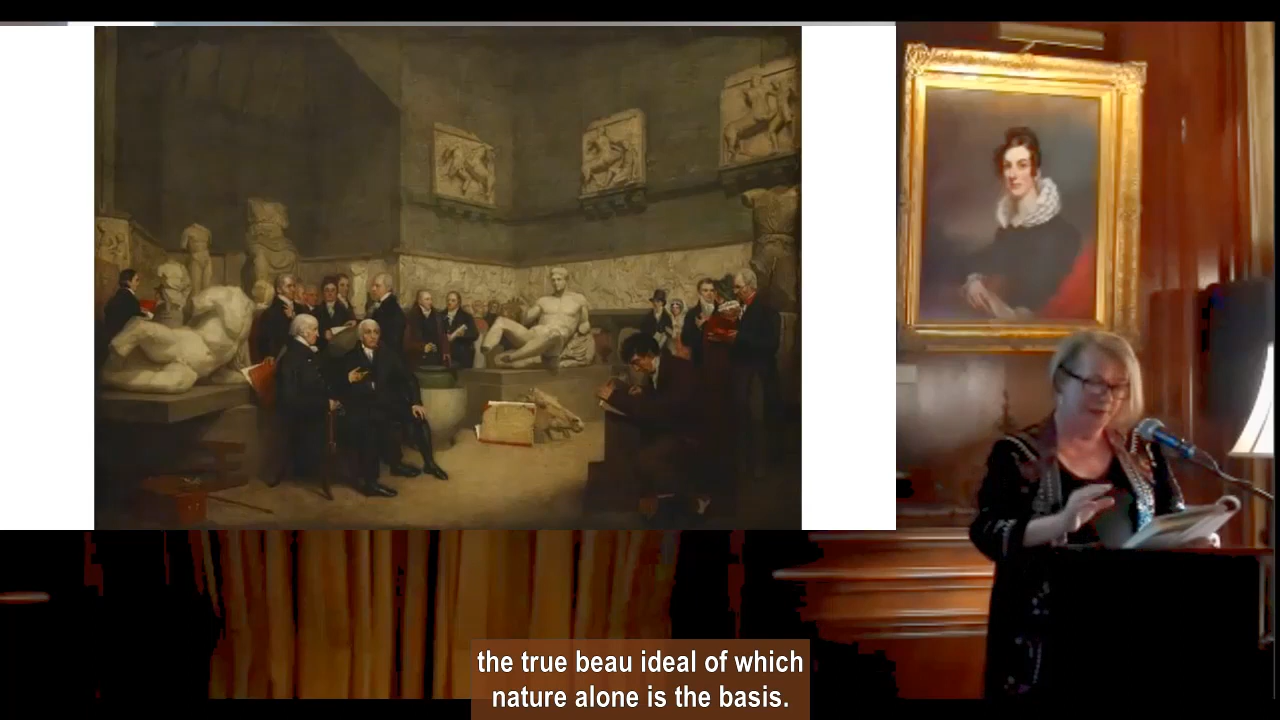 the true beau ideal of which
nature alone is the basis.